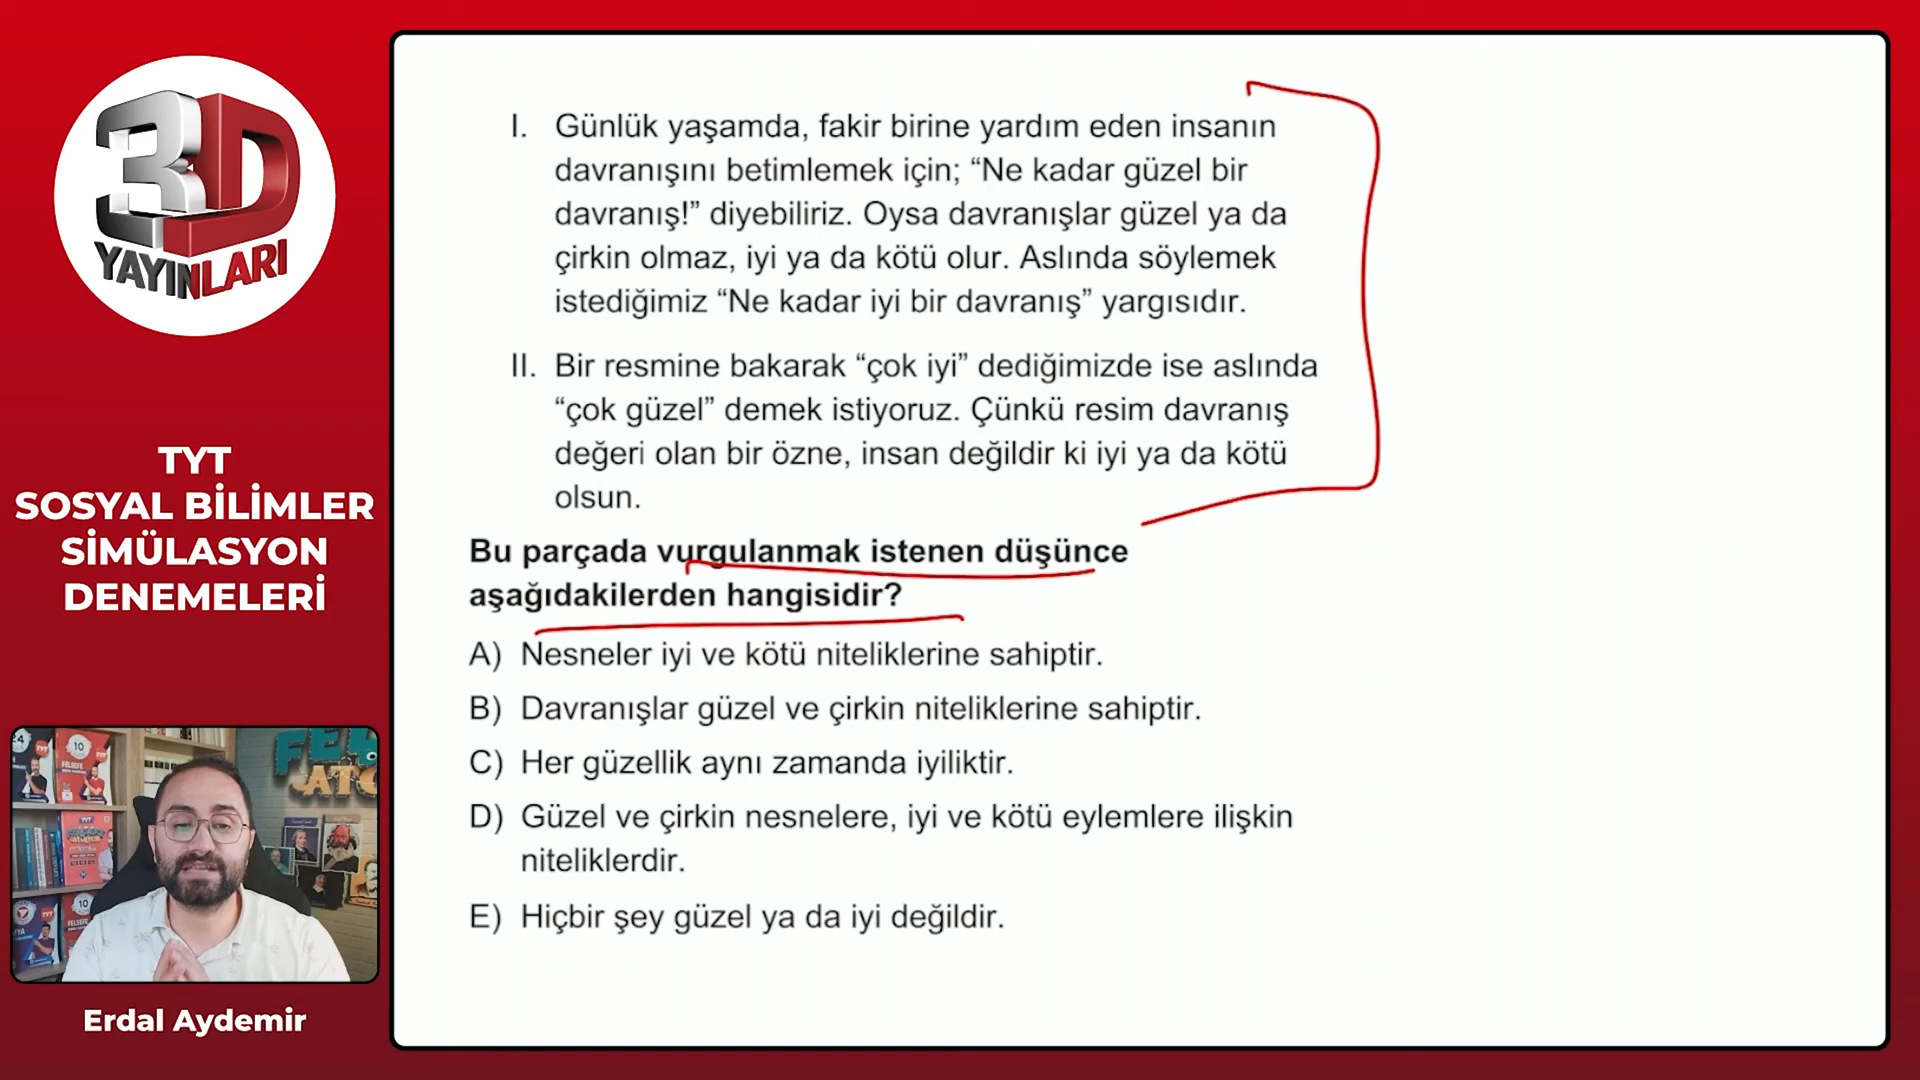 3D
YAYINLARI
TYT
SOSYAL BİLİMLER
SİMÜLASYON
DENEMELERİ
Erdal Aydemir
I. Günlük yaşamda, fakir birine yardım eden insanın
davranışını betimlemek için; “Ne kadar güzel bir
davranış!” diyebiliriz. Oysa davranışlar güzel ya da
çirkin olmaz, iyi ya da kötü olur. Aslında söylemek
istediğimiz “Ne kadar iyi bir davranış” yargısıdır.
II. Bir resmine bakarak “çok iyi” dediğimizde ise aslında
“çok güzel” demek istiyoruz. Çünkü resim davranış
değeri olan bir özne, insan değildir ki iyi ya da kötü
olsun.
Bu parçada vurgulanmak istenen düşünce
aşağıdakilerden hangisidir?
A) Nesneler iyi ve kötü niteliklerine sahiptir.
B) Davranışlar güzel ve çirkin niteliklerine sahiptir.
C) Her güzellik aynı zamanda iyiliktir.
D) Güzel ve çirkin nesnelere, iyi ve kötü eylemlere ilişkin
niteliklerdir.
E) Hiçbir şey güzel ya da iyi değildir.